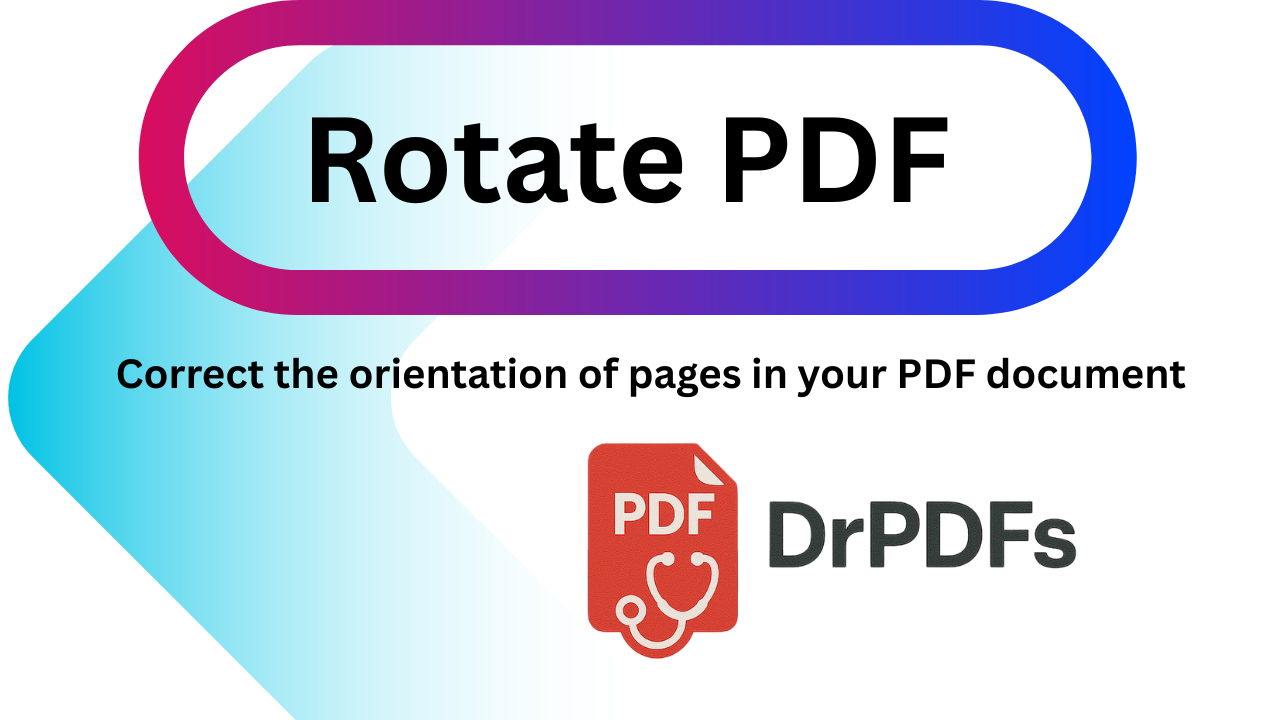 Rotate PDF
Correct the orientation of pages in your PDF document
PDF
DrPDFs